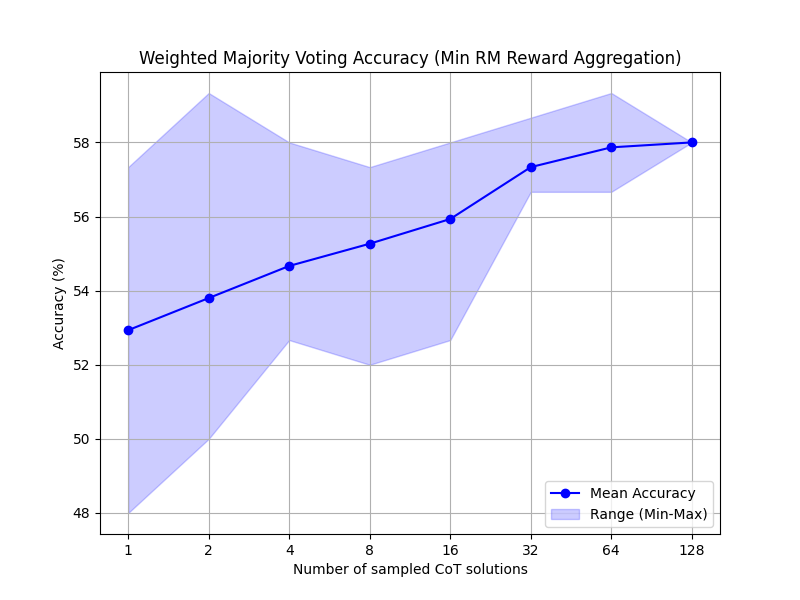 Weighted Majority Voting Accuracy (Min RM Reward Aggregation)
Accuracy (%)
58
56
54
52
50
48
Mean Accuracy
Range (Min-Max)
1 2 4 8 16 32 64 128
Number of sampled CoT solutions